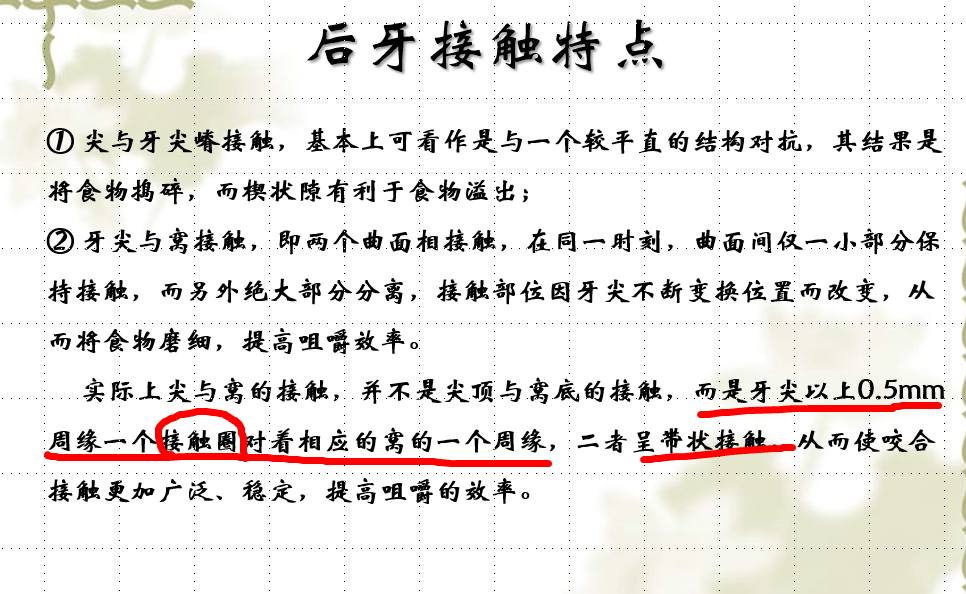 后牙接触特点
① 尖与牙尖嵴接触，基本上可看作是与一个较平直的结构对抗，其结果是
将食物捣碎，而楔状隙有利于食物溢出；
② 牙尖与窝接触，即两个曲面相接触，在同一时刻，曲面间仅一小部分保
持接触，而另外绝大部分分离，接触部位因牙尖不断变换位置而改变，从
而将食物磨细，提高咀嚼效率。
实际上尖与窝的接触，并不是尖顶与窝底的接触，而是牙尖以上0.5mm
周缘一个接触圈对着相应的窝的一个周缘，二者呈带状接触，从而使咬合
接触更加广泛、稳定，提高咀嚼的效率。